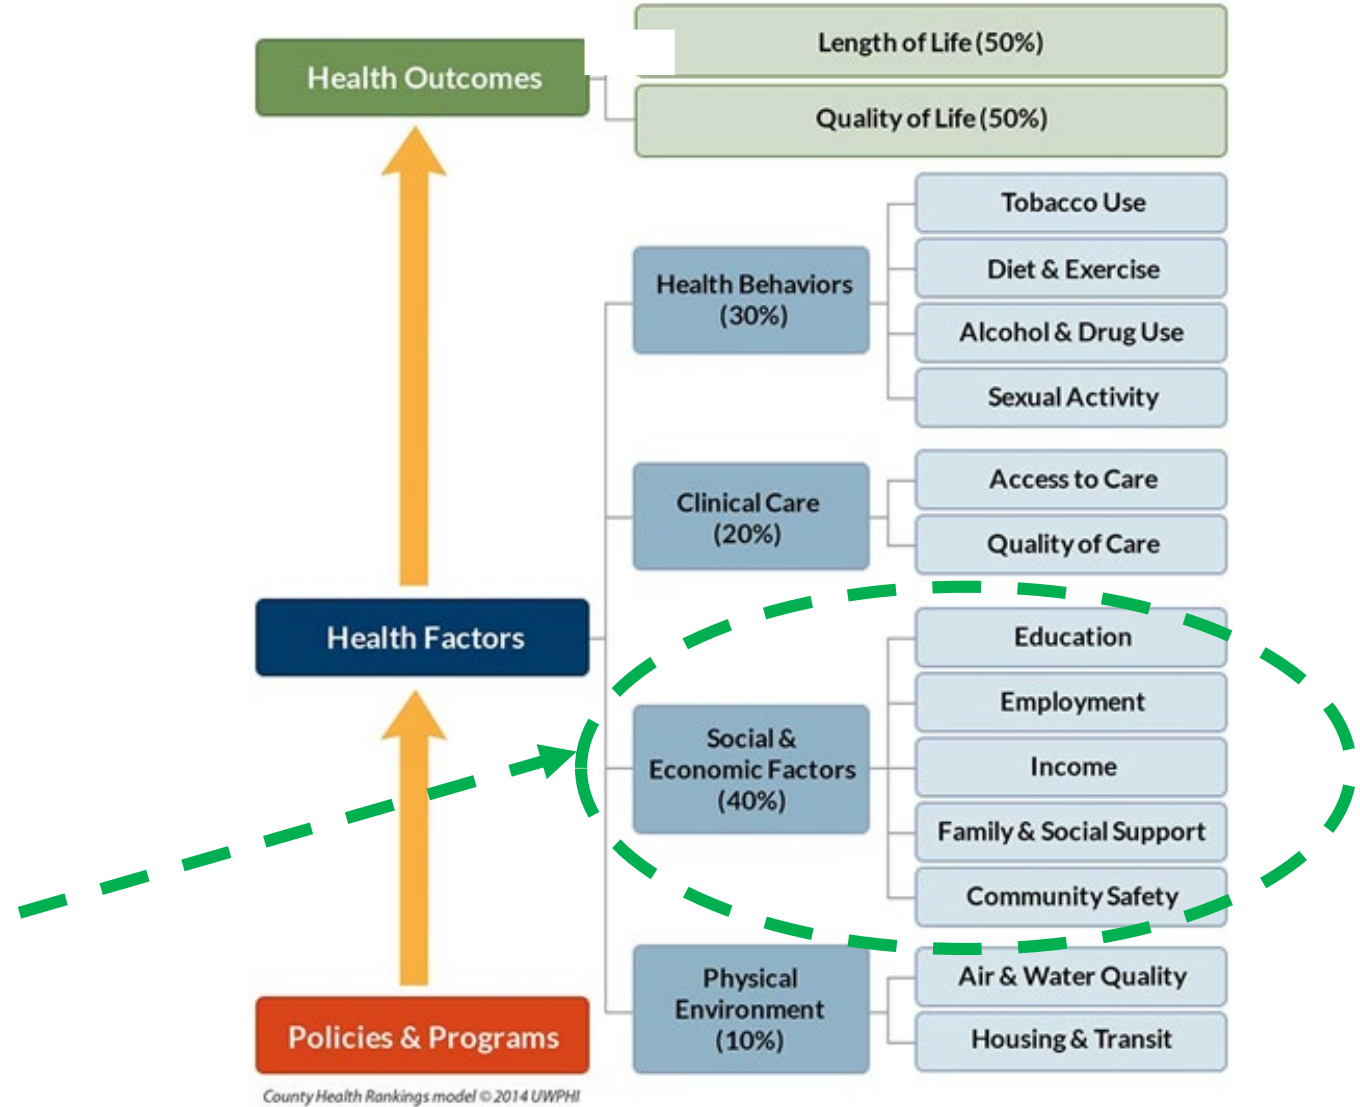 Health Outcomes
Length of Life (50%)
Quality of Life (50%)
Health Behaviors
(30%)
Tobacco Use
Diet & Exercise
Alcohol & Drug Use
Sexual Activity
Clinical Care
(20%)
Access to Care
Quality of Care
Health Factors
Social &
Economic Factors
(40%)
Education
Employment
Income
Family & Social Support
Community Safety
Physical
Environment
(10%)
Air & Water Quality
Housing & Transit
Policies & Programs
County Health Rankings model © 2014 UWPHI